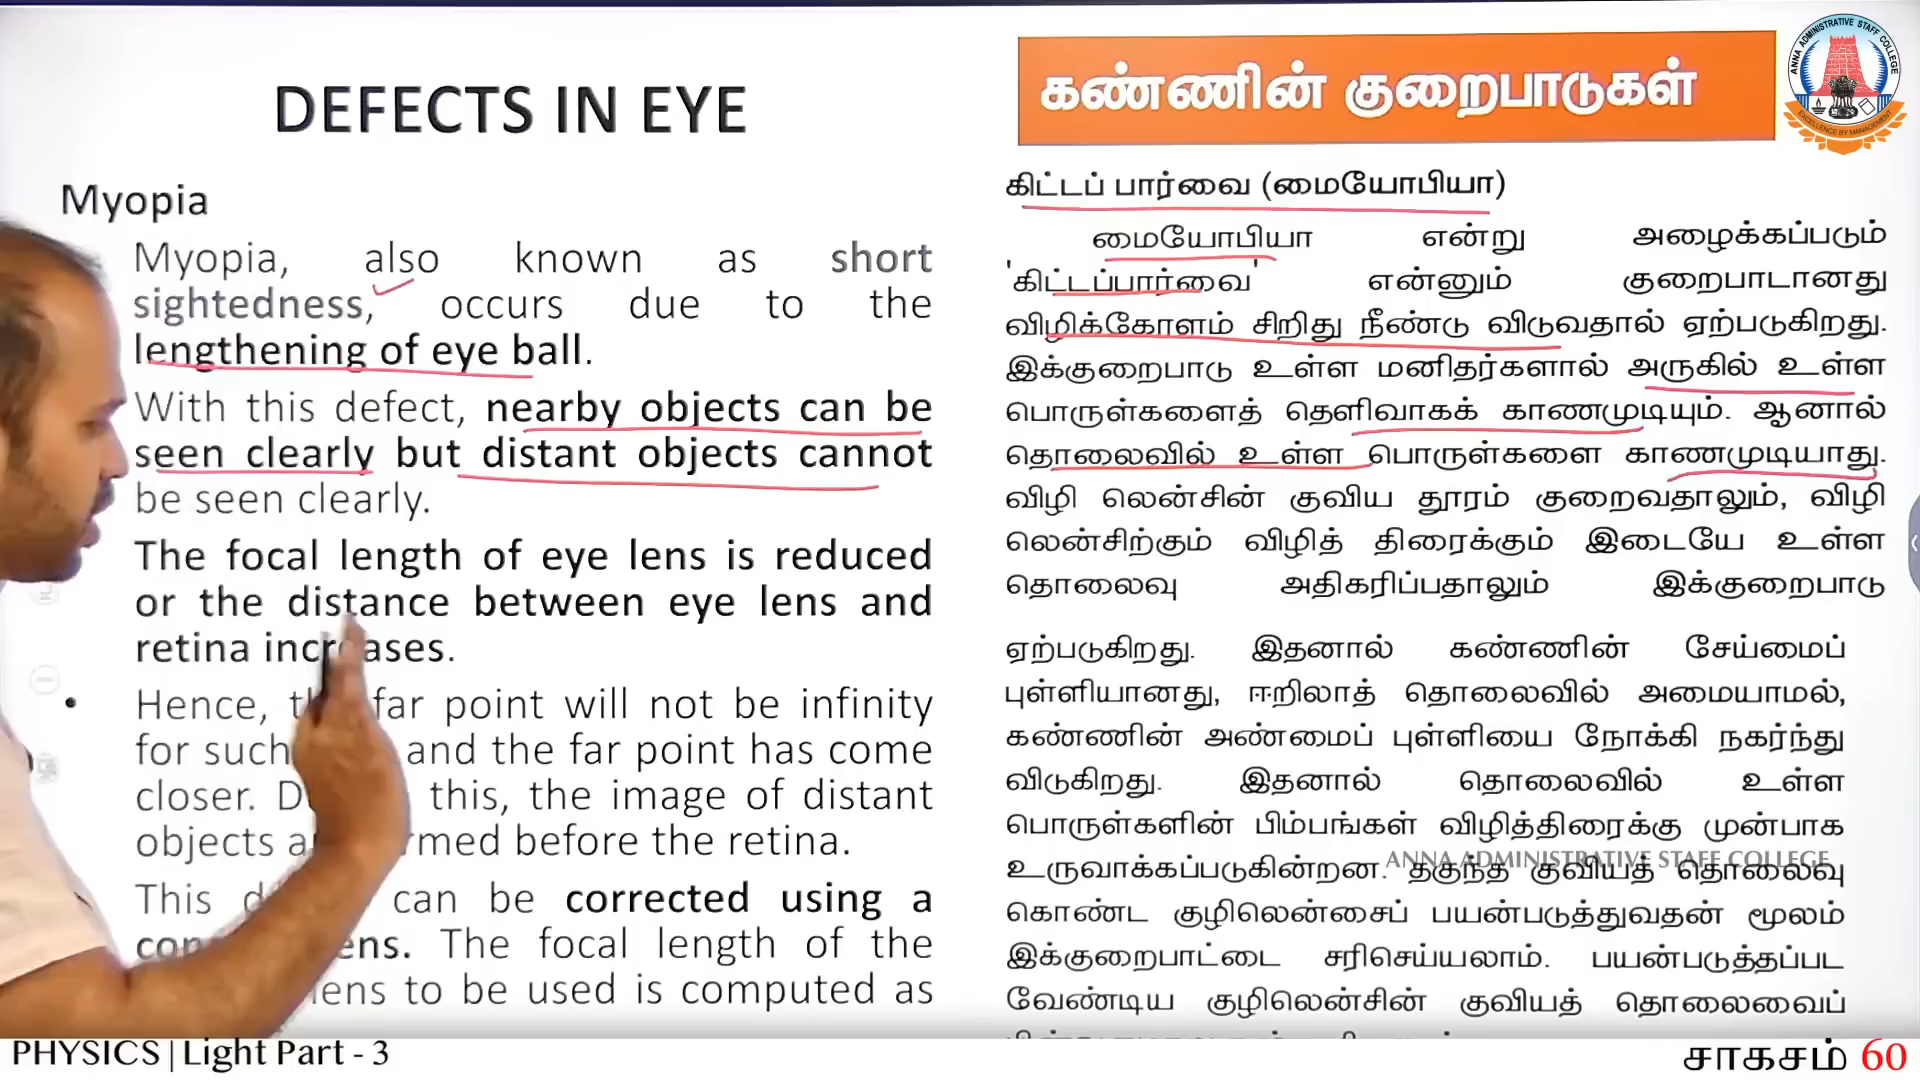 DEFECTS IN EYE
Myopia
Myopia, also known as short
sightedness, occurs due to the
lengthening of eye ball.
With this defect, nearby objects can be
seen clearly but distant objects cannot
be seen clearly.
The focal length of eye lens is reduced
or the distance between eye lens and
retina increases.
Hence, far point will not be infinity
for such and the far point has come
closer. this, the image of distant
objects before the retina.
This can be corrected using a
The focal length of the
lens to be used is computed as
கண்ணின் குறைபாடுகள்
கிட்டப் பார்வை (மையோபியா)
மையோபியா என்று அழைக்கப்படும்
'கிட்டப்பார்வை' என்னும் குறைபாடானது
விழிக்கோளம் சிறிது நீண்டு விடுவதால் ஏற்படுகிறது.
இக்குறைபாடு உள்ள மனிதர்களால் அருகில் உள்ள
பொருள்களைத் தெளிவாகக் காணமுடியும். ஆனால்
தொலைவில் உள்ள பொருள்களை காணமுடியாது.
விழி லென்சின் குவிய தூரம் குறைவதாலும், விழி
லென்சிற்கும் விழித் திரைக்கும் இடையே உள்ள
தொலைவு அதிகரிப்பதாலும் இக்குறைபாடு
ஏற்படுகிறது. இதனால் கண்ணின் சேய்மைப்
புள்ளியானது, ஈறிலாத் தொலைவில் அமையாமல்,
கண்ணின் அண்மைப் புள்ளியை நோக்கி நகர்ந்து
விடுகிறது. இதனால் தொலைவில் உள்ள
பொருள்களின் பிம்பங்கள் விழித்திரைக்கு முன்பாக
உருவாக்கப்படுகின்றன. தகுந்த குவியத் தொலைவு
கொண்ட குழிலென்சைப் பயன்படுத்துவதன் மூலம்
இக்குறைபாட்டை சரிசெய்யலாம். பயன்படுத்தப்பட
வேண்டிய குழிலென்சின் குவியத் தொலைவைப்
ANNA ADMINISTRATIVE STAFF COLLEGE
ANNA ADMINISTRATIVE STAFF COLLEGE
EXCELLENCE BY MANAGEMENT
PHYSICS | Light Part - 3
சாகசம் 60